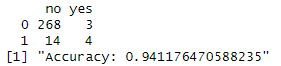 no yes
0 268 3
1 14 4
[1] "Accuracy: 0.941176470588235"